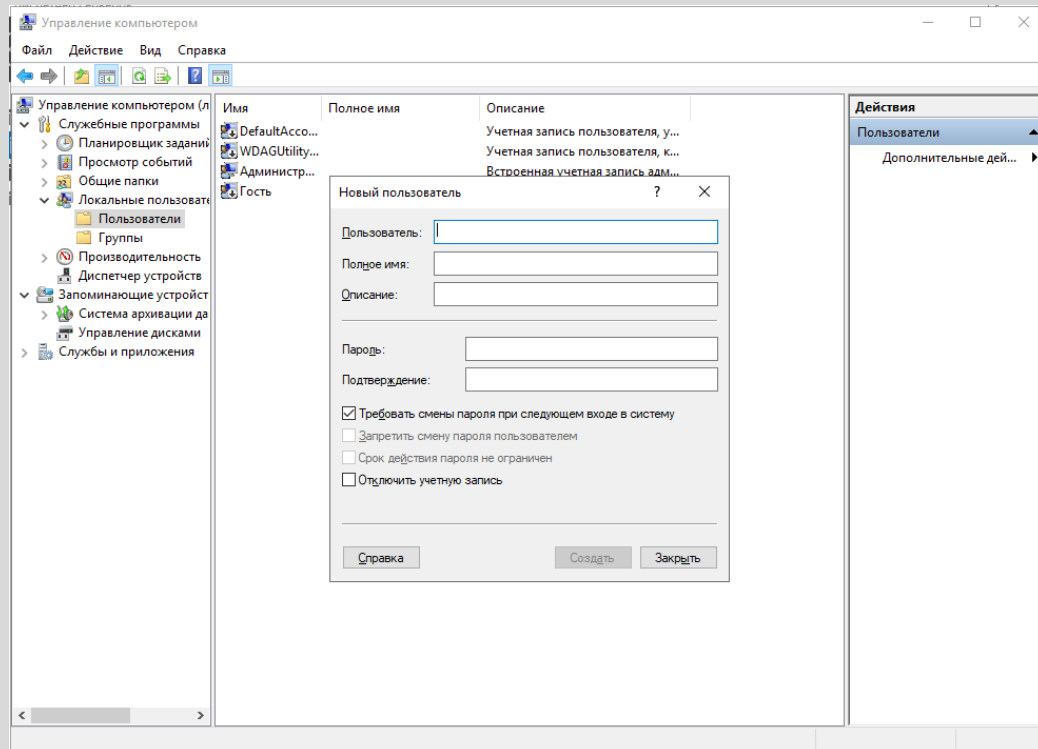 Управление компьютером
Файл Действие Вид Справка
Управление компьютером (л
Служебные программы
Планировщик заданий
Просмотр событий
Общие папки
Локальные пользовате
Пользователи
Группы
Производительность
Диспетчер устройств
Запоминающие устройст
Система архивации да
Управление дисками
Службы и приложения
Имя Полное имя Описание
DefaultAcco... Учетная запись пользователя, у...
WDAGUtility... Учетная запись пользователя, к...
Администр... Встроенная учетная запись адм...
Гость
Действия
Пользователи
Дополнительные дей...
Новый пользователь
Пользователь:
Полное имя:
Описание:
Пароль:
Подтверждение:
Требовать смены пароля при следующем входе в систему
Запретить смену пароля пользователем
Срок действия пароля не ограничен
Отключить учетную запись
Справка Создать Закрыть